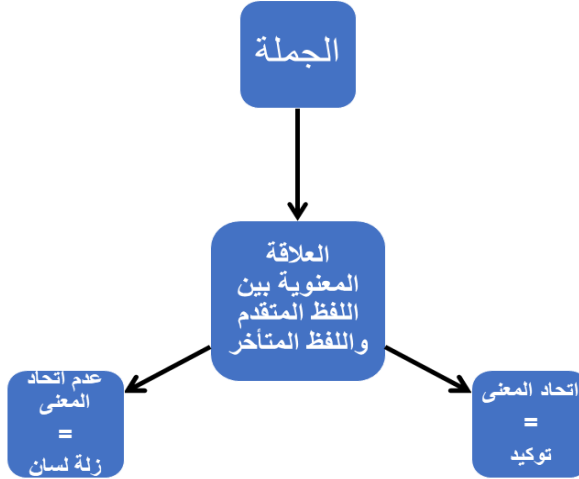 الجملة
العلاقة
المعنوية بين
اللفظ المتقدم
واللفظ المتأخر
اتحاد المعنى
=
توكيد
عدم اتحاد
المعنى
=
زلة لسان